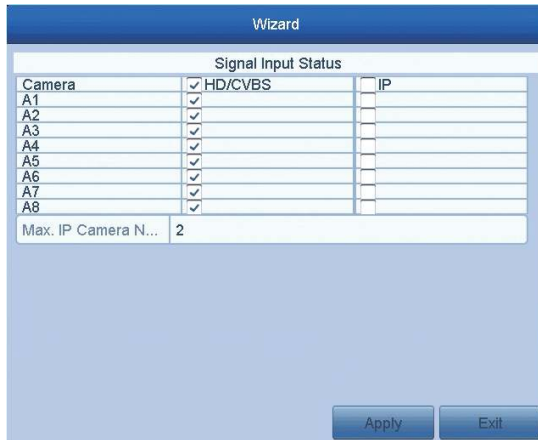 Wizard
Signal Input Status
Camera HD/CVBS IP
A1
A2
A3
A4
A5
A6
A7
A8
Max. IP Camera N... 2
Apply Exit